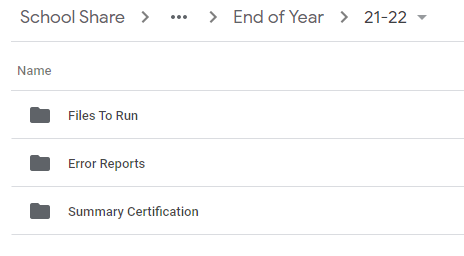 School Share > ••• > End of Year > 21-22
Name
Files To Run
Error Reports
Summary Certification